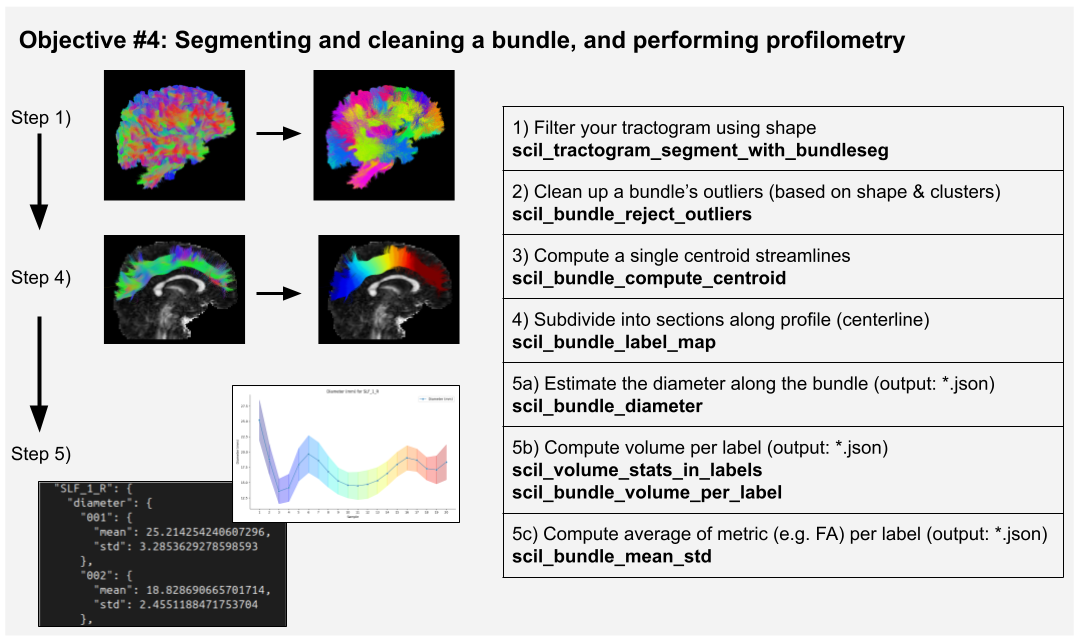 Objective #4: Segmenting and cleaning a bundle, and performing profilometry
Step 1)
Step 4)
Step 5)
"SLF_1_R": {
"diameter": {
"001": {
"mean": 25.214254240607296,
"std": 3.2853629278598593
},
"002": {
"mean": 18.828690665701714,
"std": 2.4551188471753704
},
Diameter trend for SLF_1_R
1) Filter your tractogram using shape
scil_tractogram_segment_with_bundleseg
2) Clean up a bundle’s outliers (based on shape & clusters)
scil_bundle_reject_outliers
3) Compute a single centroid streamlines
scil_bundle_compute_centroid
4) Subdivide into sections along profile (centerline)
scil_bundle_label_map
5a) Estimate the diameter along the bundle (output: *.json)
scil_bundle_diameter
5b) Compute volume per label (output: *.json)
scil_volume_stats_in_labels
scil_bundle_volume_per_label
5c) Compute average of metric (e.g. FA) per label (output: *.json)
scil_bundle_mean_std